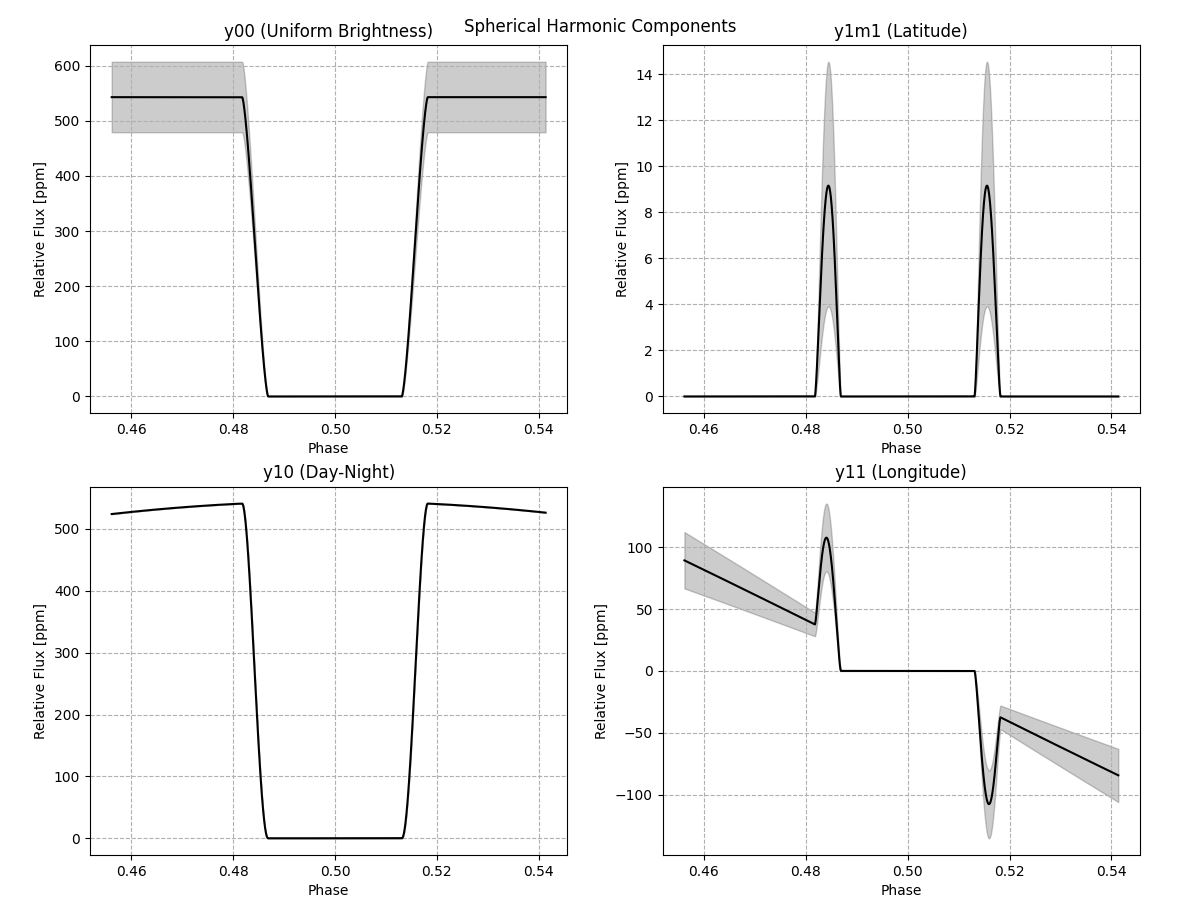 Spherical Harmonic Components
y00 (Uniform Brightness)
Relative Flux [ppm]
600
500
400
300
200
100
0
0.46 0.48 0.50 0.52 0.54
Phase
y1m1 (Latitude)
Relative Flux [ppm]
14
12
10
8
6
4
2
0
0.46 0.48 0.50 0.52 0.54
Phase
y10 (Day-Night)
Relative Flux [ppm]
500
400
300
200
100
0
0.46 0.48 0.50 0.52 0.54
Phase
y11 (Longitude)
Relative Flux [ppm]
100
50
0
−50
−100
0.46 0.48 0.50 0.52 0.54
Phase